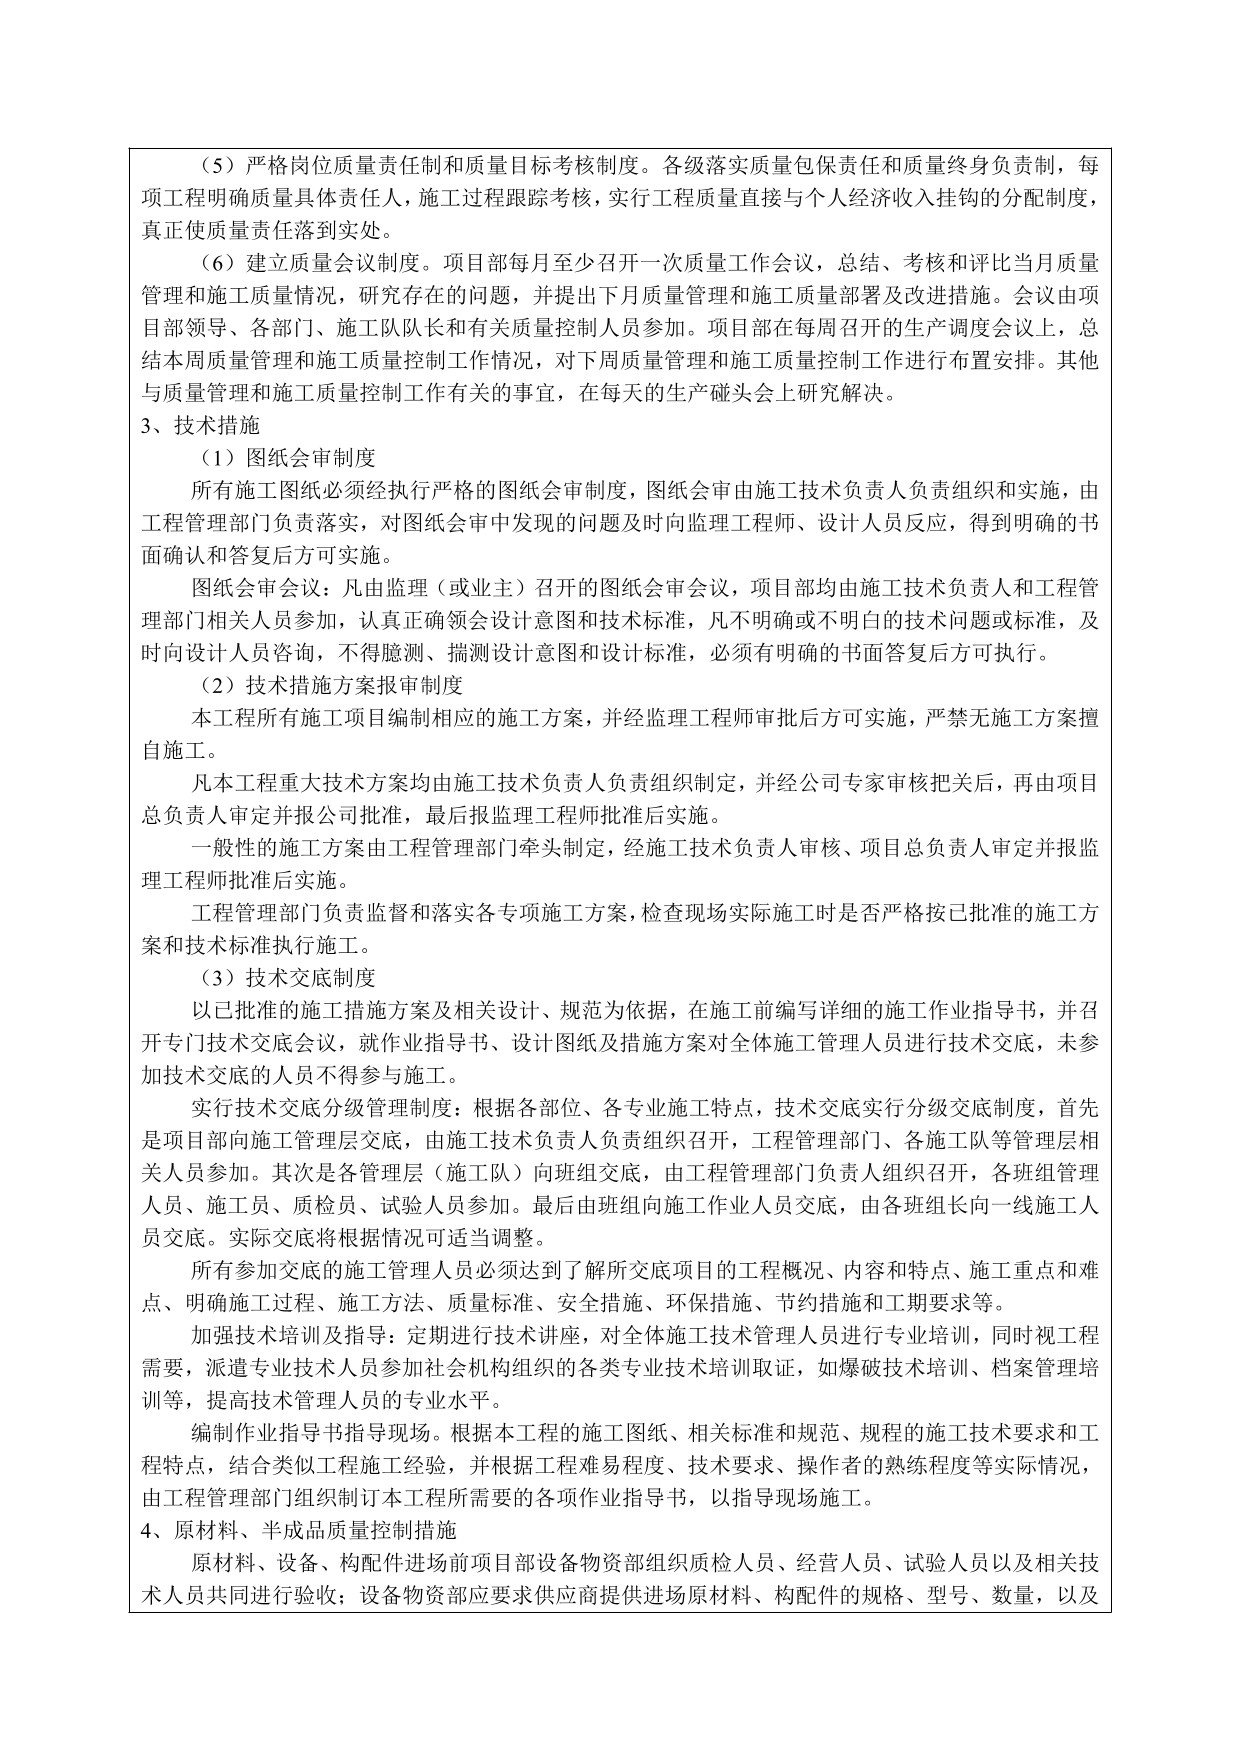 （5）严格岗位质量责任制和质量目标考核制度。各级落实质量包保责任和质量终身负责制，每
项工程明确质量具体责任人，施工过程跟踪考核，实行工程质量直接与个人经济收入挂钩的分配制度，
真正使质量责任落到实处。
（6）建立质量会议制度。项目部每月至少召开一次质量工作会议，总结、考核和评比当月质量
管理和施工质量情况，研究存在的问题，并提出下月质量管理和施工质量部署及改进措施。会议由项
目部领导、各部门、施工队队长和有关质量控制人员参加。项目部在每周召开的生产调度会议上，总
结本周质量管理和施工质量控制工作情况，对下周质量管理和施工质量控制工作进行布置安排。其他
与质量管理和施工质量控制工作有关的事宜，在每天的生产碰头会上研究解决。
3、技术措施
（1）图纸会审制度
所有施工图纸必须经执行严格的图纸会审制度，图纸会审由施工技术负责人负责组织和实施，由
工程管理部门负责落实，对图纸会审中发现的问题及时向监理工程师、设计人员反应，得到明确的书
面确认和答复后方可实施。
图纸会审会议：凡由监理（或业主）召开的图纸会审会议，项目部均由施工技术负责人和工程管
理部门相关人员参加，认真正确领会设计意图和技术标准，凡不明确或不明白的技术问题或标准，及
时向设计人员咨询，不得臆测、揣测设计意图和设计标准，必须有明确的书面答复后方可执行。
（2）技术措施方案报审制度
本工程所有施工项目编制相应的施工方案，并经监理工程师审批后方可实施，严禁无施工方案擅
自施工。
凡本工程重大技术方案均由施工技术负责人负责组织制定，并经公司专家审核把关后，再由项目
总负责人审定并报公司批准，最后报监理工程师批准后实施。
一般性的施工方案由工程管理部门牵头制定，经施工技术负责人审核、项目总负责人审定并报监
理工程师批准后实施。
工程管理部门负责监督和落实各专项施工方案，检查现场实际施工时是否严格按已批准的施工方
案和技术标准执行施工。
（3）技术交底制度
以已批准的施工措施方案及相关设计、规范为依据，在施工前编写详细的施工作业指导书，并召
开专门技术交底会议，就作业指导书、设计图纸及措施方案对全体施工管理人员进行技术交底，未参
加技术交底的人员不得参与施工。
实行技术交底分级管理制度：根据各部位、各专业施工特点，技术交底实行分级交底制度，首先
是项目部向施工管理层交底，由施工技术负责人负责组织召开，工程管理部门、各施工队等管理层相
关人员参加。其次是各管理层（施工队）向班组交底，由工程管理部门负责人组织召开，各班组管理
人员、施工员、质检员、试验人员参加。最后由班组向施工作业人员交底，由各班组长向一线施工人
员交底。实际交底将根据情况可适当调整。
所有参加交底的施工管理人员必须达到了解所交底项目的工程概况、内容和特点、施工重点和难
点、明确施工过程、施工方法、质量标准、安全措施、环保措施、节约措施和工期要求等。
加强技术培训及指导：定期进行技术讲座，对全体施工技术管理人员进行专业培训，同时视工程
需要，派遣专业技术人员参加社会机构组织的各类专业技术培训取证，如爆破技术培训、档案管理培
训等，提高技术管理人员的专业水平。
编制作业指导书指导现场。根据本工程的施工图纸、相关标准和规范、规程的施工技术要求和工
程特点，结合类似工程施工经验，并根据工程难易程度、技术要求、操作者的熟练程度等实际情况，
由工程管理部门组织制订本工程所需要的各项作业指导书，以指导现场施工。
4、原材料、半成品质量控制措施
原材料、设备、构配件进场前项目部设备物资部组织质检人员、经营人员、试验人员以及相关技
术人员共同进行验收；设备物资部应要求供应商提供进场原材料、构配件的规格、型号、数量，以及